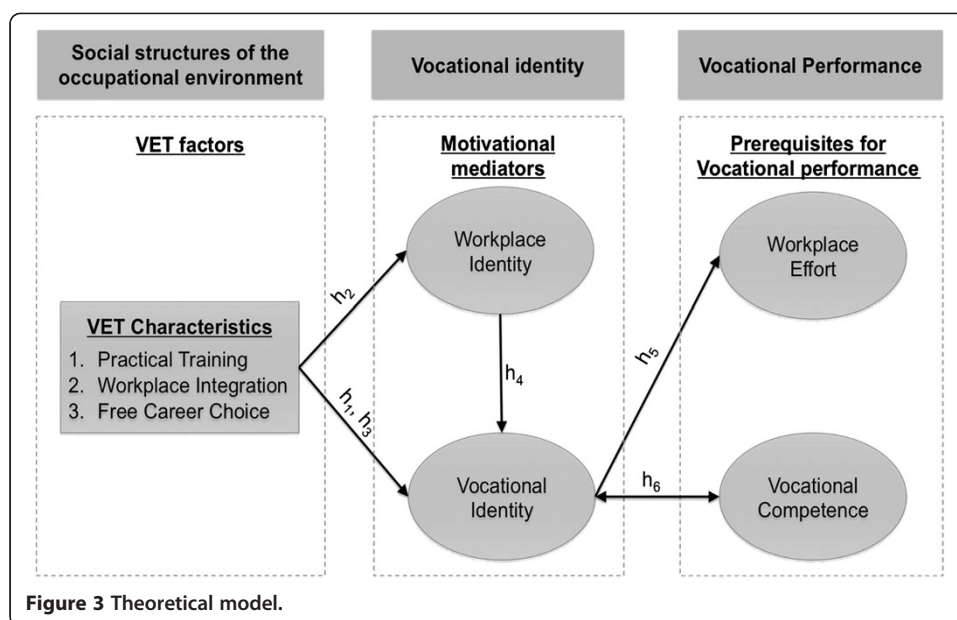 Social structures of the
occupational environment
Vocational identity
Vocational Performance
VET factors
Motivational
mediators
Prerequisites for
Vocational performance
Workplace
Identity
Workplace
Effort
h2
VET Characteristics
1. Practical Training
2. Workplace Integration
3. Free Career Choice
h4
h5
h1, h3
Vocational
Identity
h6
Vocational
Competence
Figure 3 Theoretical model.